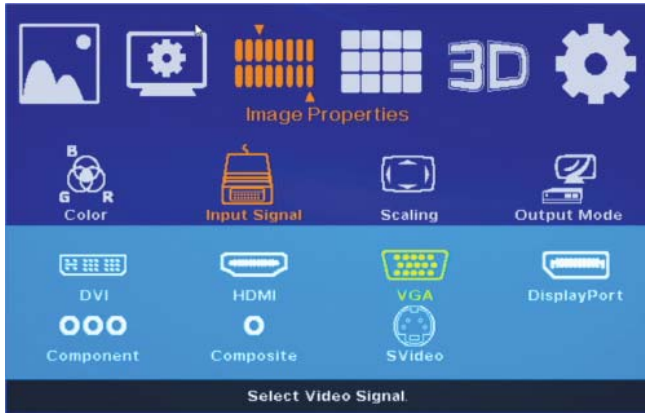 3D
Image Properties
B
G R
Color Input Signal Scaling Output Mode
DVI HDMI VGA DisplayPort
Component Composite SVideo
Select Video Signal.